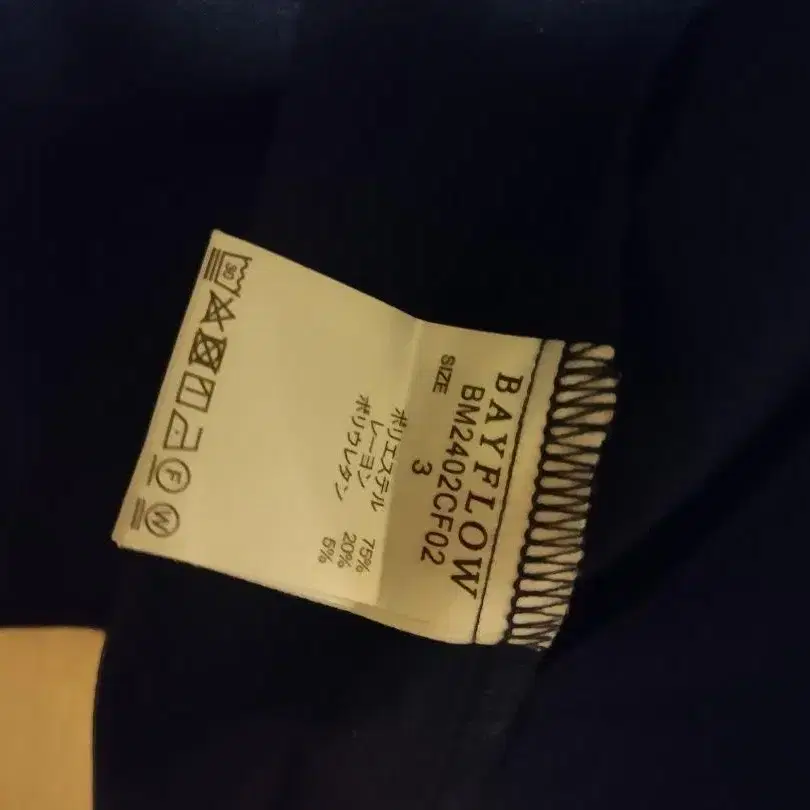 BAYFLOW
BM2402CF02
SIZE 3
ポリエステル 75%
レーヨン 20%
ポリウレタン 5%
30
F
W